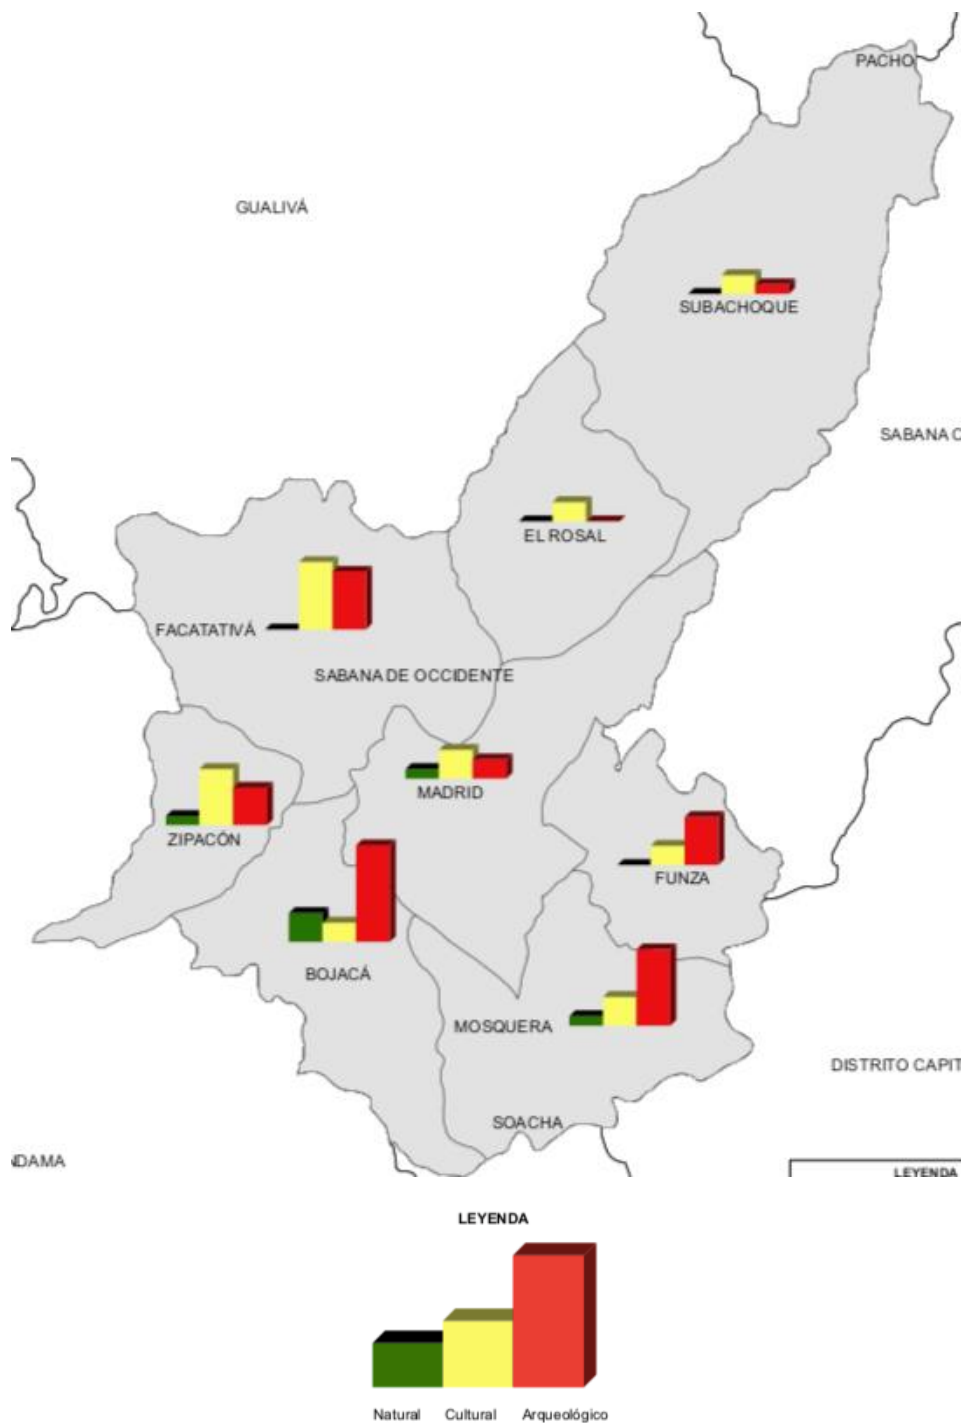 PACHO
GUALIVÁ
SUBACHOQUE
SABANA C
EL ROSAL
FACATATIVÁ
SABANA DE OCCIDENTE
MADRID
ZIPACÓN
FUNZA
BOJACÁ
MOSQUERA
DISTRITO CAPIT
SOACHA
DAMA
LEYENDA
LEYENDA
Natural Cultural Arqueológico